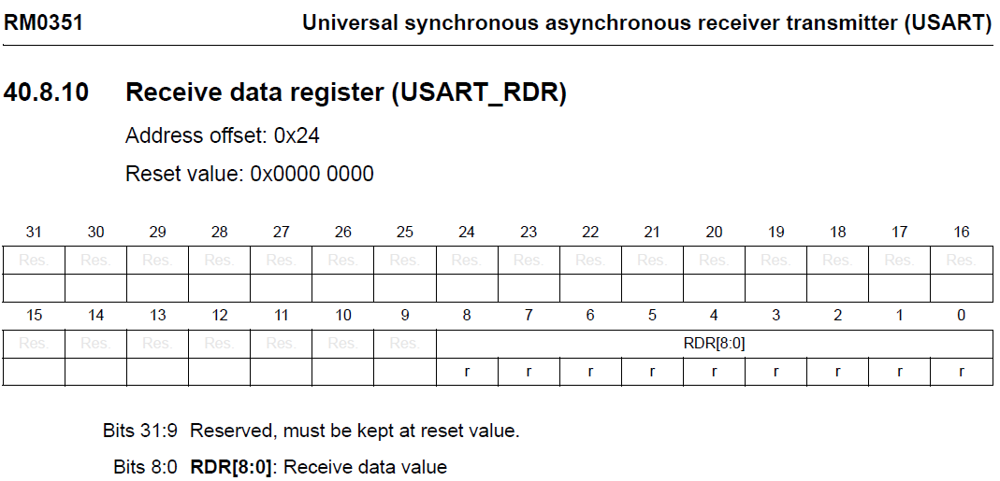 RM0351 Universal synchronous asynchronous receiver transmitter (USART)
40.8.10 Receive data register (USART_RDR)
Address offset: 0x24
Reset value: 0x0000 0000
31 30 29 28 27 26 25 24 23 22 21 20 19 18 17 16
Res. Res. Res. Res. Res. Res. Res. Res. Res. Res. Res. Res. Res. Res. Res. Res.
15 14 13 12 11 10 9 8 7 6 5 4 3 2 1 0
Res. Res. Res. Res. Res. Res. Res. RDR[8:0]
r r r r r r r r r
Bits 31:9 Reserved, must be kept at reset value.
Bits 8:0 RDR[8:0]: Receive data value